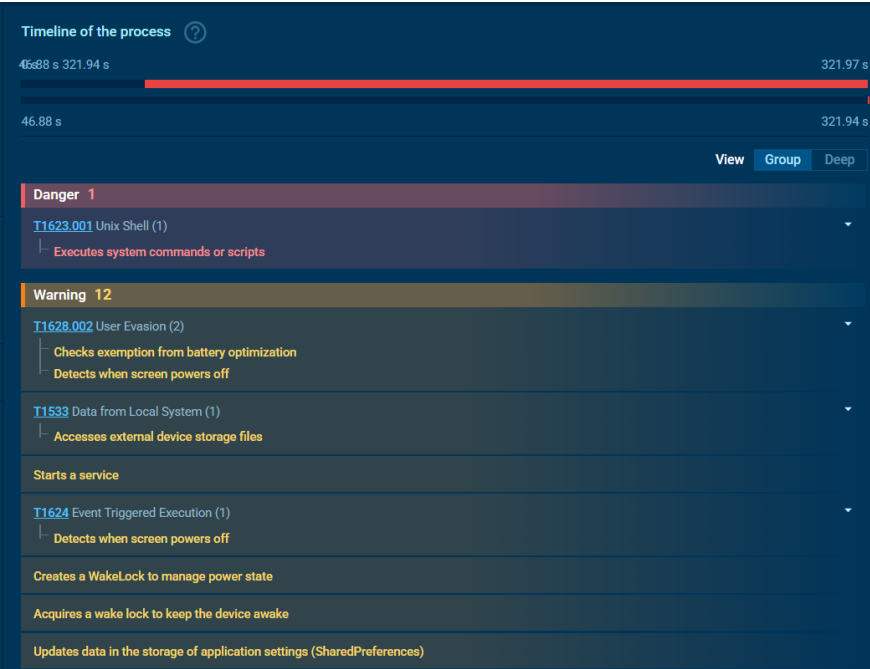 Timeline of the process ?
46.88 s 321.94 s
321.97 s
46.88 s
321.94 s
View Group Deep
Danger 1
T1623.001 Unix Shell (1)
Executes system commands or scripts
Warning 12
T1628.002 User Evasion (2)
Checks exemption from battery optimization
Detects when screen powers off
T1533 Data from Local System (1)
Accesses external device storage files
Starts a service
T1624 Event Triggered Execution (1)
Detects when screen powers off
Creates a WakeLock to manage power state
Acquires a wake lock to keep the device awake
Updates data in the storage of application settings (SharedPreferences)